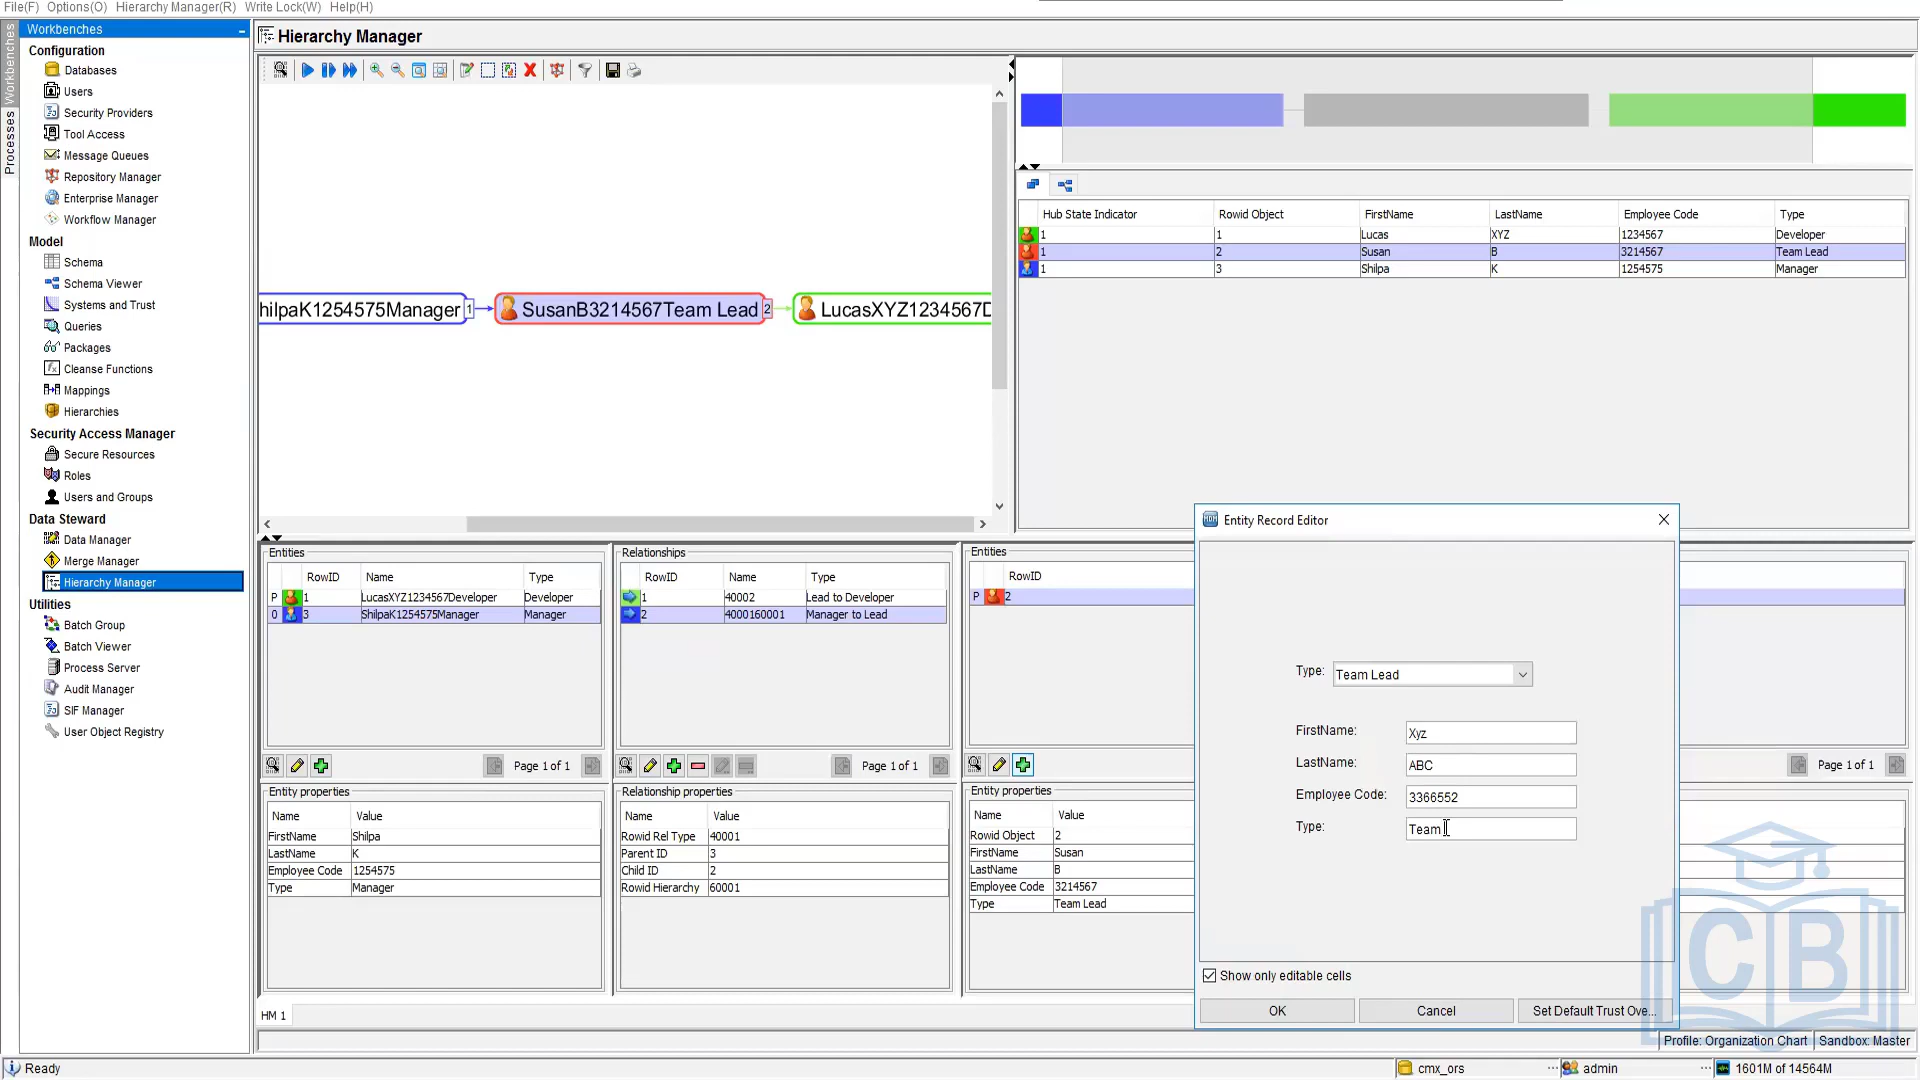 File(F) Options(O) Hierarchy Manager(R) Write Lock(W) Help(H)
Workbenches
Processes
Workbenches
Configuration
Databases
Users
Security Providers
Tool Access
Message Queues
Repository Manager
Enterprise Manager
Workflow Manager
Model
Schema
Schema Viewer
Systems and Trust
Queries
Packages
Cleanse Functions
Mappings
Hierarchies
Security Access Manager
Secure Resources
Roles
Users and Groups
Data Steward
Data Manager
Merge Manager
Hierarchy Manager
Utilities
Batch Group
Batch Viewer
Process Server
Audit Manager
SIF Manager
User Object Registry
Hierarchy Manager
hilpaK1254575Manager 1 SusanB3214567Team Lead 2 LucasXYZ1234567D
Hub State Indicator Rowid Object FirstName LastName Employee Code Type
1 1 Lucas XYZ 1234567 Developer
1 2 Susan B 3214567 Team Lead
1 3 Shilpa K 1254575 Manager
Entities
RowID Name Type
P 1 LucasXYZ1234567Developer Developer
0 3 ShilpaK1254575Manager Manager
Page 1 of 1
Entity properties
Name Value
FirstName Shilpa
LastName K
Employee Code 1254575
Type Manager
Relationships
RowID Name Type
1 40002 Lead to Developer
2 4000160001 Manager to Lead
Page 1 of 1
Relationship properties
Name Value
Rowid Rel Type 40001
Parent ID 3
Child ID 2
Rowid Hierarchy 60001
Entities
RowID
P 2
Page 1 of 1
Entity properties
Name Value
Rowid Object 2
FirstName Susan
LastName B
Employee Code 3214567
Type Team Lead
Entity Record Editor
Type: Team Lead
FirstName: Xyz
LastName: ABC
Employee Code: 3366552
Type: Team
Show only editable cells
OK Cancel Set Default Trust Ove...
CB
HM 1
Profile: Organization Chart Sandbox: Master
Ready cmx_ors ... admin ... 1601M of 14564M